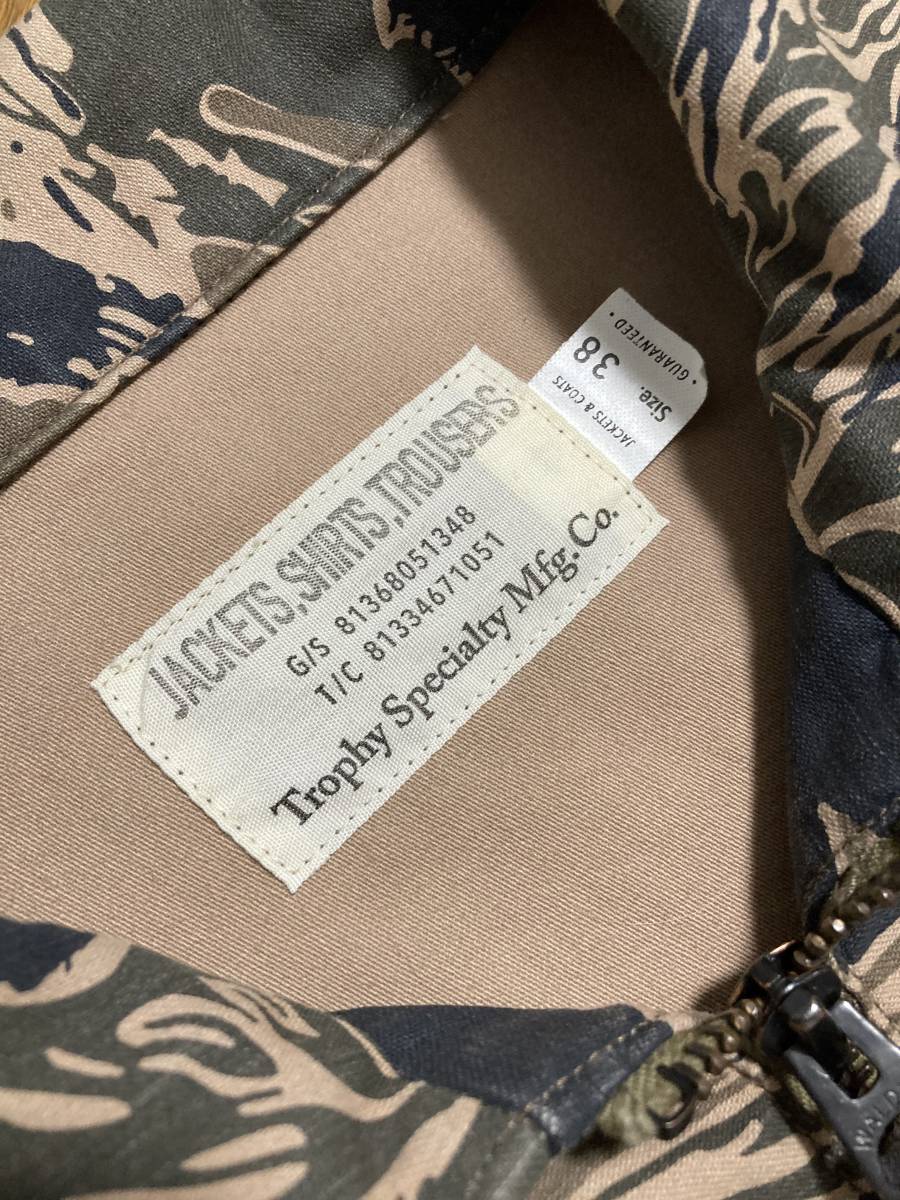 JACKETS, SHIRTS, TROUSERS
G/S 81368051348
T/C 81334671051
Trophy Specialty Mfg. Co.
JACKETS & COATS
Size. 38
• GUARANTEED •